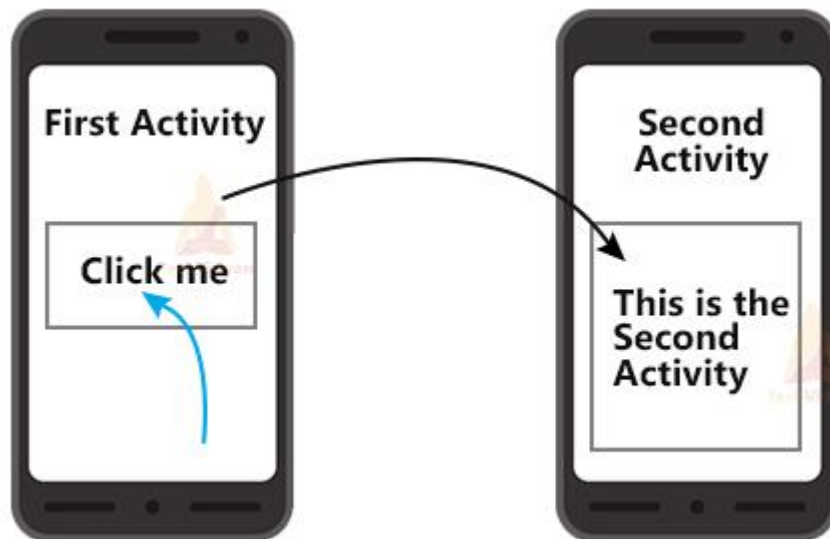 First Activity
Click me
Second
Activity
This is the
Second
Activity